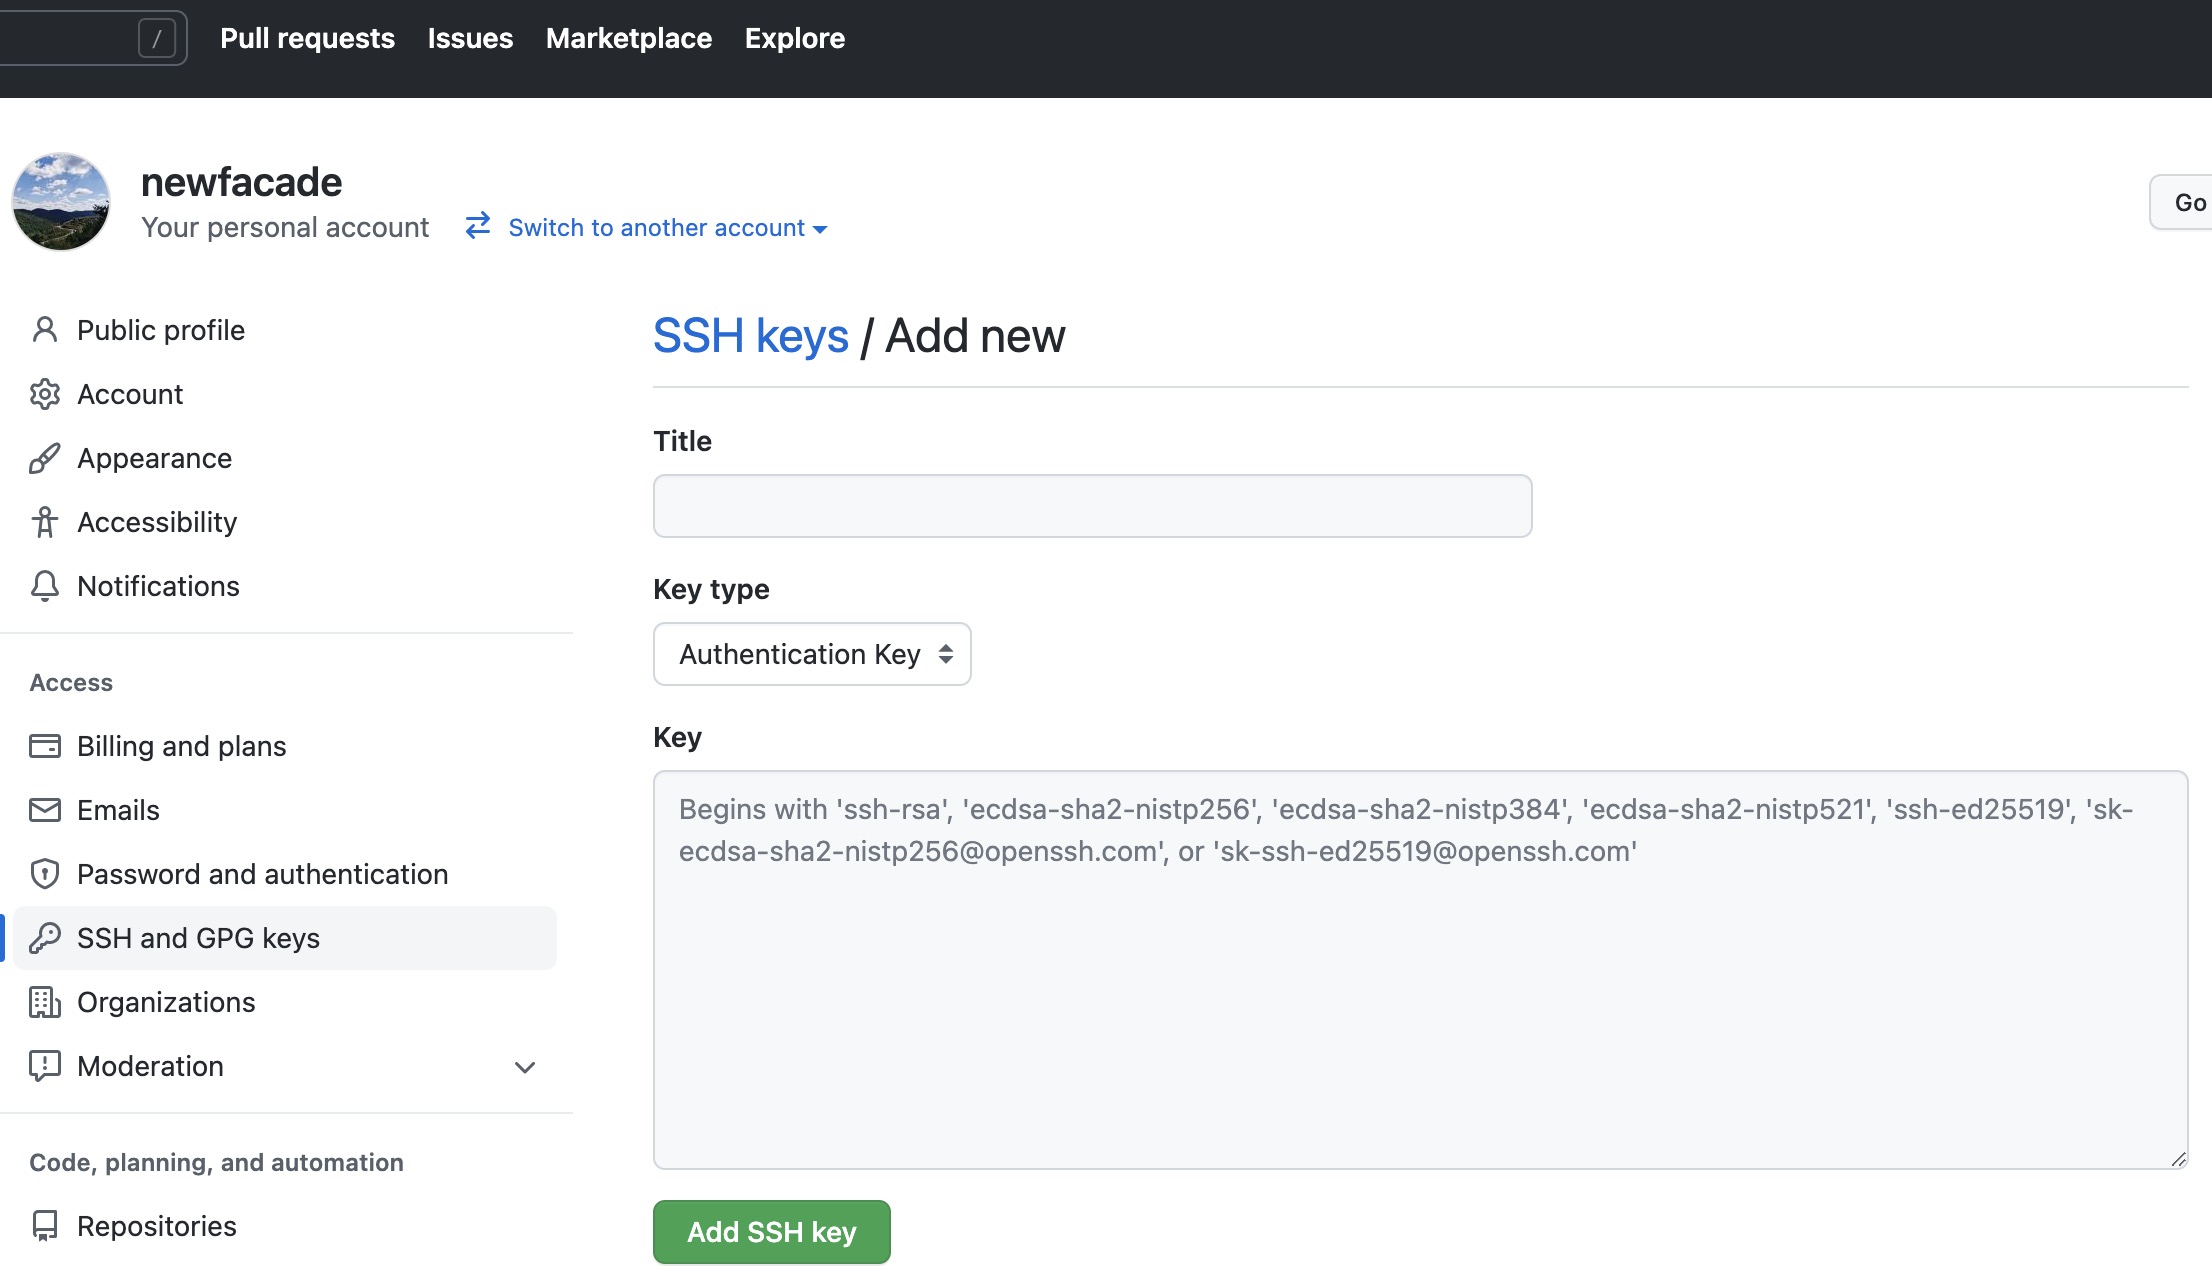 / Pull requests Issues Marketplace Explore
newfacade
Your personal account Switch to another account
Go
Public profile
Account
Appearance
Accessibility
Notifications
Access
Billing and plans
Emails
Password and authentication
SSH and GPG keys
Organizations
Moderation
Code, planning, and automation
Repositories
SSH keys / Add new
Title
Key type
Authentication Key
Key
Begins with 'ssh-rsa', 'ecdsa-sha2-nistp256', 'ecdsa-sha2-nistp384', 'ecdsa-sha2-nistp521', 'ssh-ed25519', 'sk-
ecdsa-sha2-nistp256@openssh.com', or 'sk-ssh-ed25519@openssh.com'
Add SSH key